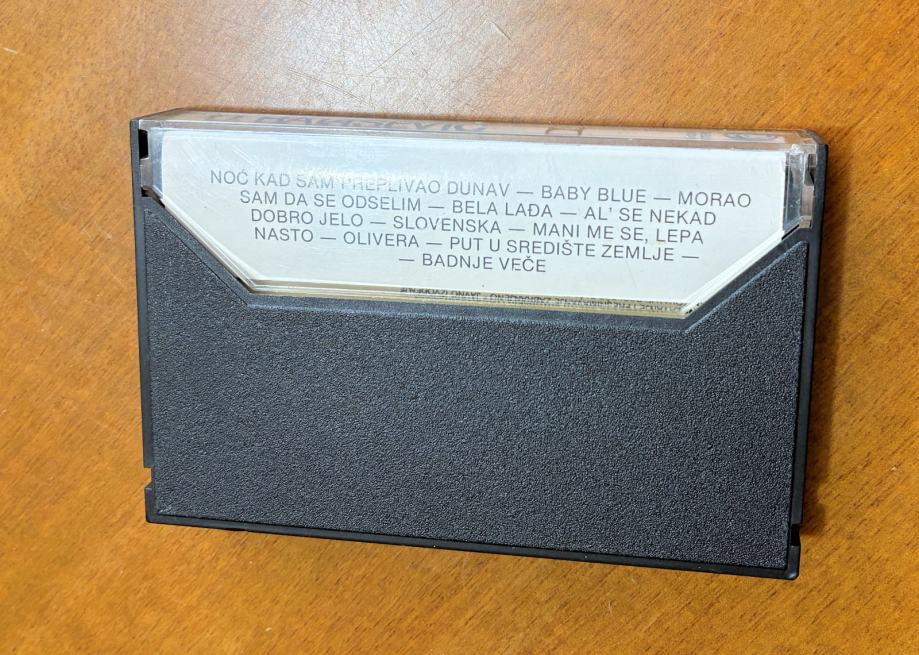 NOĆ KAD SAM PREPLIVAO DUNAV — BABY BLUE — MORAO
SAM DA SE ODSELIM — BELA LAĐA — AL' SE NEKAD
DOBRO JELO — SLOVENSKA — MANI ME SE, LEPA
NASTO — OLIVERA — PUT U SREDIŠTE ZEMLJE —
— BADNJE VEČE